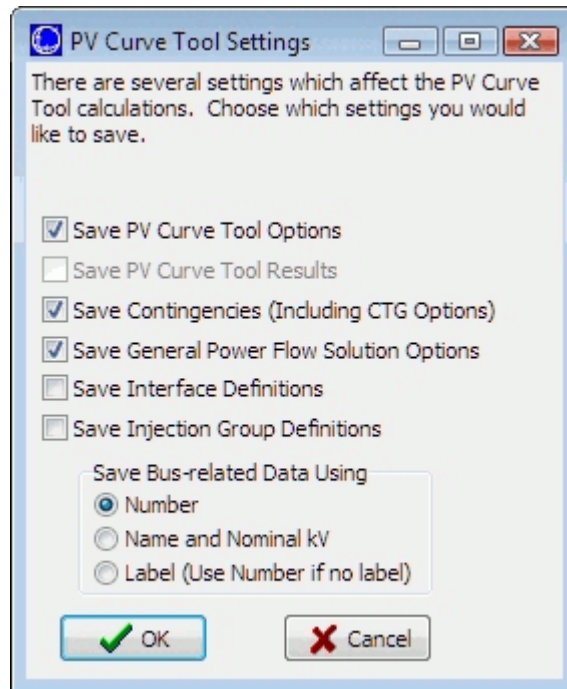 PV Curve Tool Settings
There are several settings which affect the PV Curve
Tool calculations. Choose which settings you would
like to save.
Save PV Curve Tool Options
Save PV Curve Tool Results
Save Contingencies (Including CTG Options)
Save General Power Flow Solution Options
Save Interface Definitions
Save Injection Group Definitions
Save Bus-related Data Using
Number
Name and Nominal kV
Label (Use Number if no label)
OK
Cancel